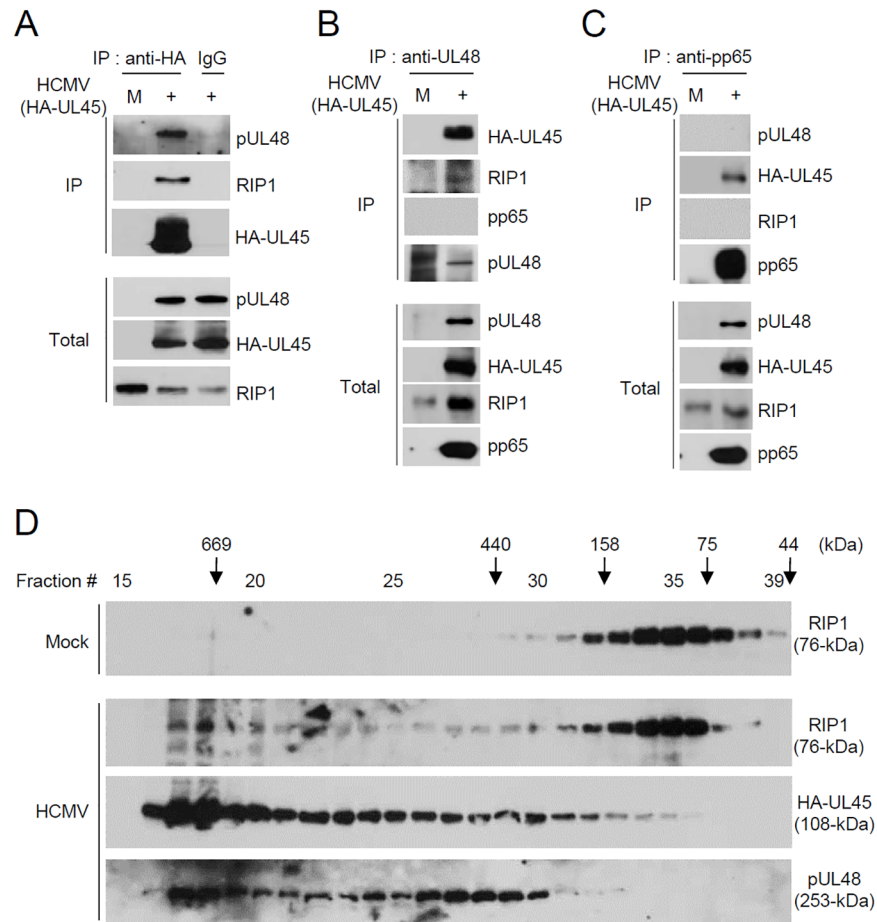 A
IP : anti-HA IgG
HCMV
(HA-UL45) M + +
IP
pUL48
RIP1
HA-UL45
Total
pUL48
HA-UL45
RIP1
B
IP : anti-UL48
HCMV
(HA-UL45) M +
IP
HA-UL45
RIP1
pp65
pUL48
Total
pUL48
HA-UL45
RIP1
pp65
C
IP : anti-pp65
HCMV
(HA-UL45) M +
IP
pUL48
HA-UL45
RIP1
pp65
Total
pUL48
HA-UL45
RIP1
pp65
D
669 440 158 75 44 (kDa)
Fraction # 15 20 25 30 35 39
Mock
RIP1
(76-kDa)
HCMV
RIP1
(76-kDa)
HA-UL45
(108-kDa)
pUL48
(253-kDa)